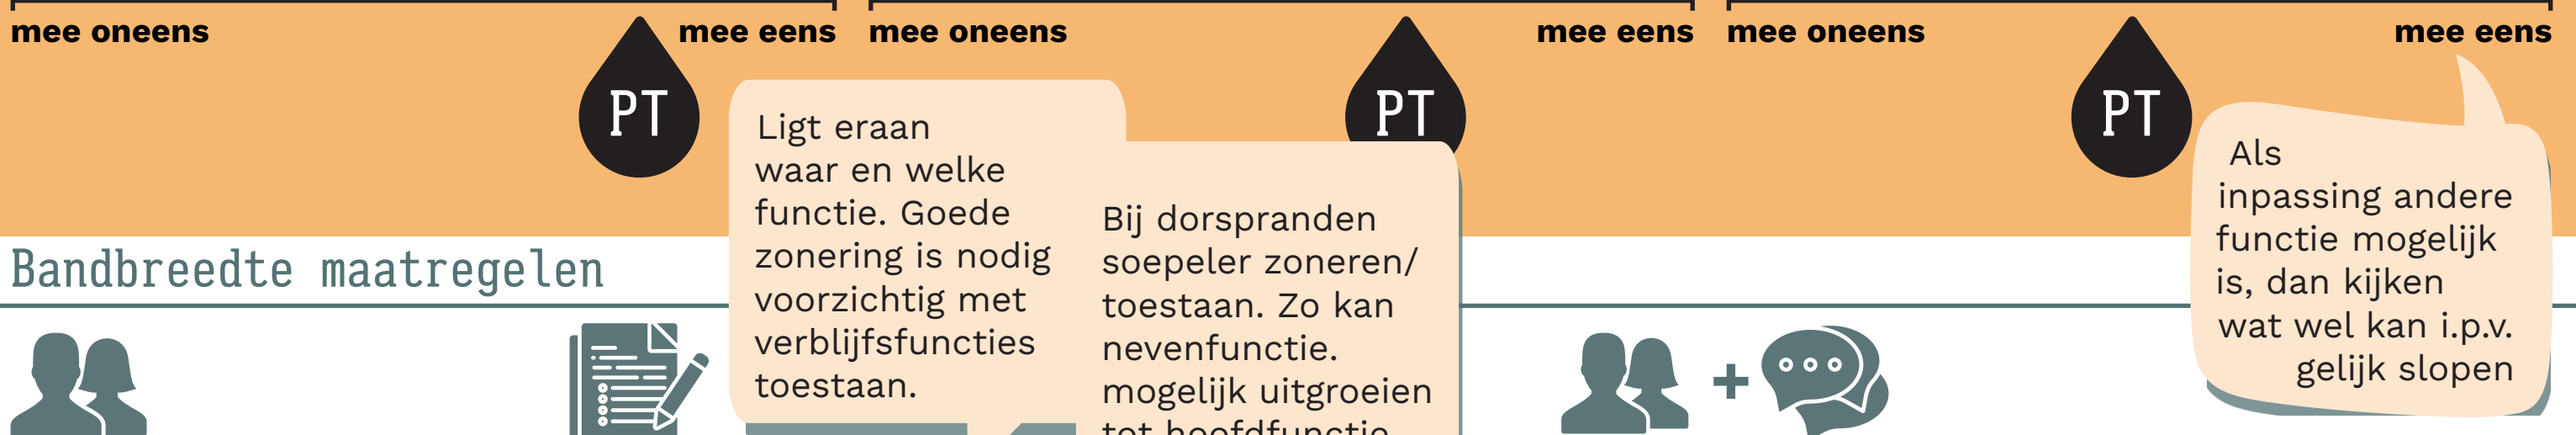 mee oneens
mee eens
mee oneens
mee eens
mee oneens
mee eens
PT
PT
PT
Ligt eraan
waar en welke
functie. Goede
zonering is nodig
voorzichtig met
verblijfsfuncties
toestaan.
Bij dorspranden
soepeler zoneren/
toestaan. Zo kan
nevenfunctie.
mogelijk uitgroeien
tot hoofdfunctie
Als
inpassing andere
functie mogelijk
is, dan kijken
wat wel kan i.p.v.
gelijk slopen
Bandbreedte maatregelen